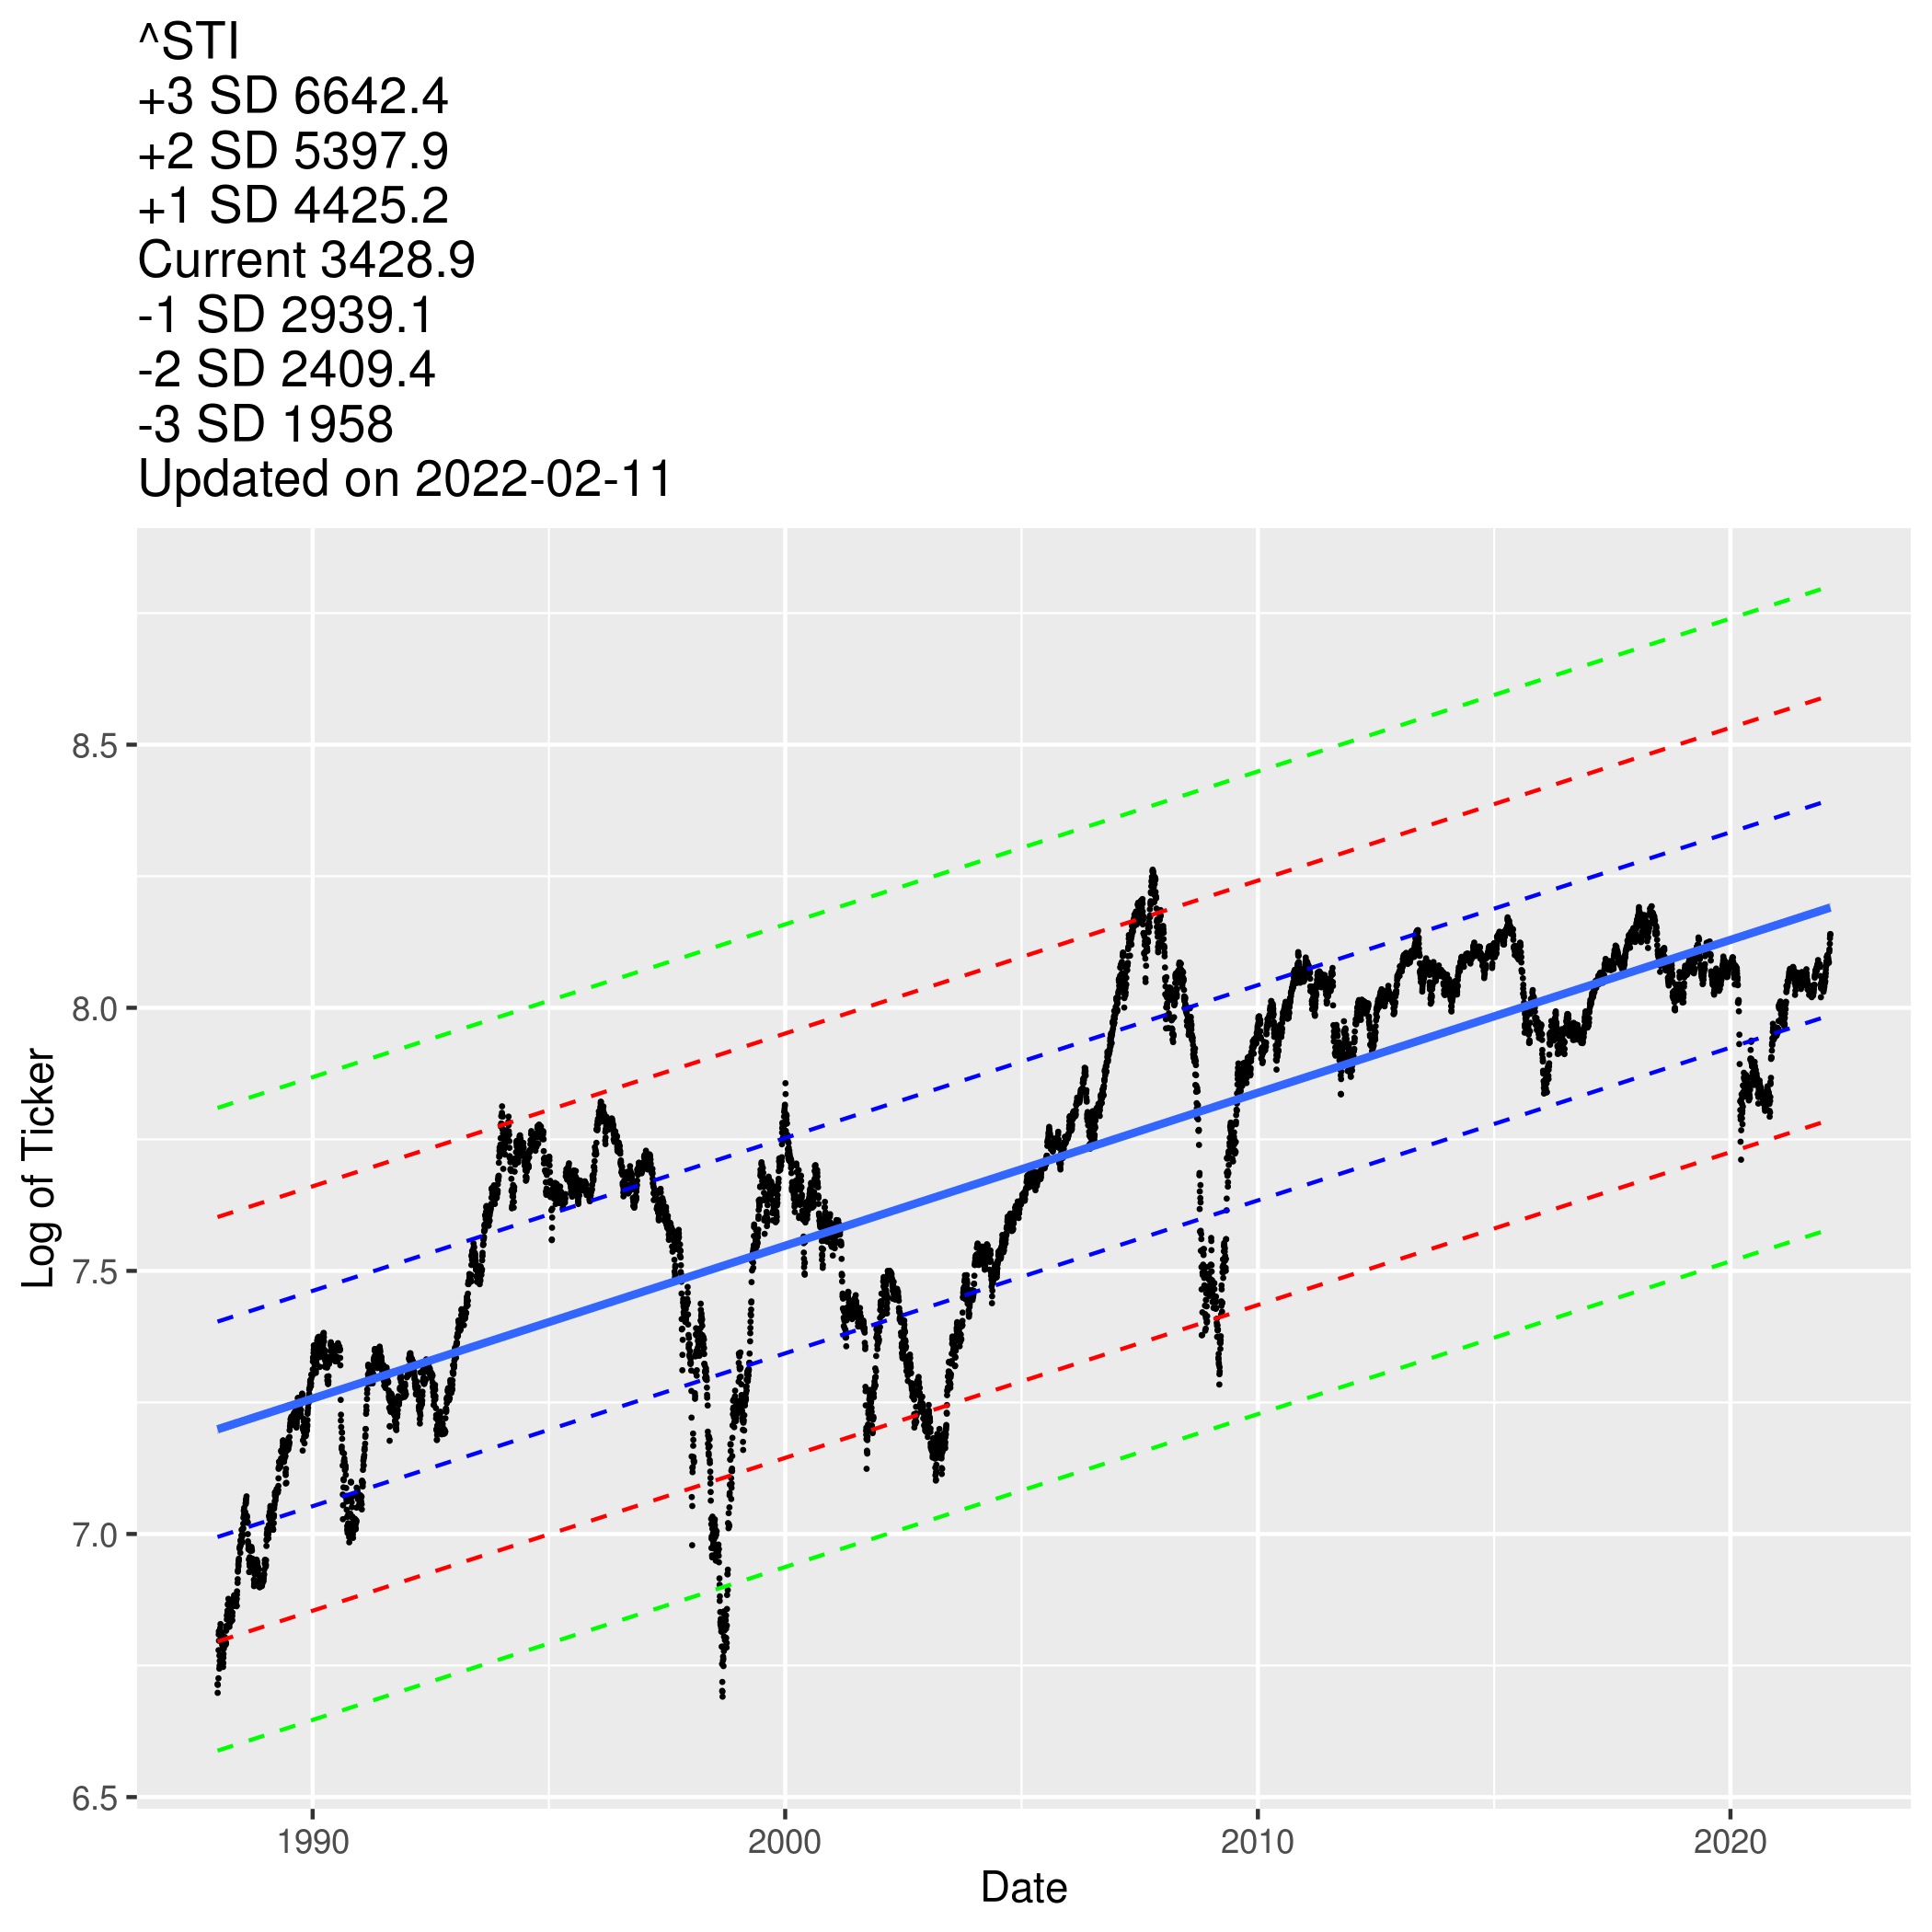 ^STI
+3 SD 6642.4
+2 SD 5397.9
+1 SD 4425.2
Current 3428.9
-1 SD 2939.1
-2 SD 2409.4
-3 SD 1958
Updated on 2022-02-11
8.5
8.0
7.5
7.0
6.5
Log of Ticker
1990 2000 2010 2020
Date